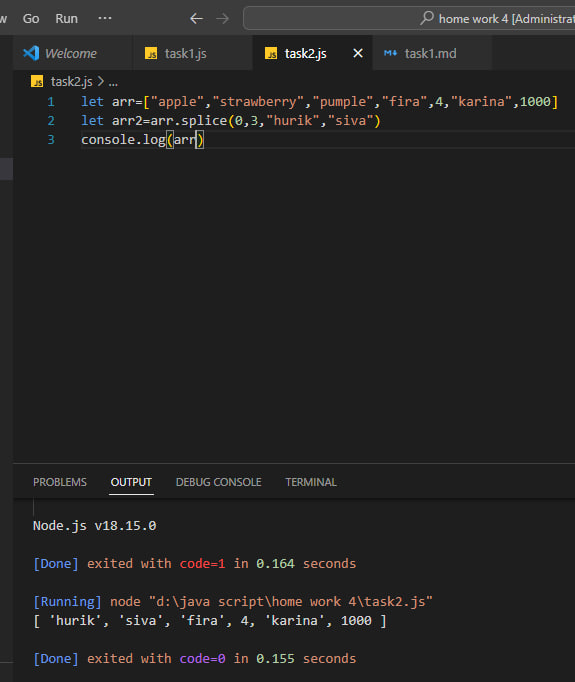 w Go Run ··· ← → home work 4 [Administrat
Welcome task1.js task2.js × task1.md
task2.js > ...
1 let arr=["apple","strawberry","pumple","fira",4,"karina",1000]
2 let arr2=arr.splice(0,3,"hurik","siva")
3 console.log(arr)
PROBLEMS OUTPUT DEBUG CONSOLE TERMINAL
Node.js v18.15.0
[Done] exited with code=1 in 0.164 seconds
[Running] node "d:\java script\home work 4\task2.js"
[ 'hurik', 'siva', 'fira', 4, 'karina', 1000 ]
[Done] exited with code=0 in 0.155 seconds